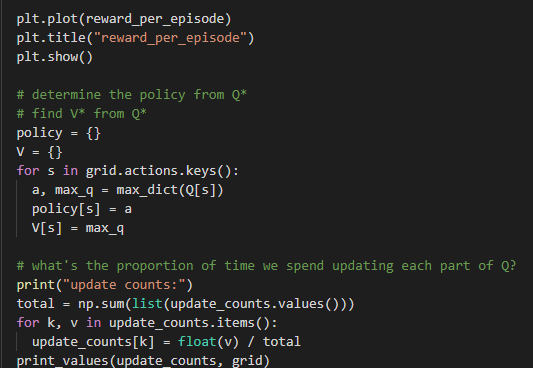 plt.plot(reward_per_episode)
plt.title("reward_per_episode")
plt.show()
# determine the policy from Q*
# find V* from Q*
policy = {}
V = {}
for s in grid.actions.keys():
a, max_q = max_dict(Q[s])
policy[s] = a
V[s] = max_q
# what's the proportion of time we spend updating each part of Q?
print("update counts:")
total = np.sum(list(update_counts.values()))
for k, v in update_counts.items():
update_counts[k] = float(v) / total
print_values(update_counts, grid)